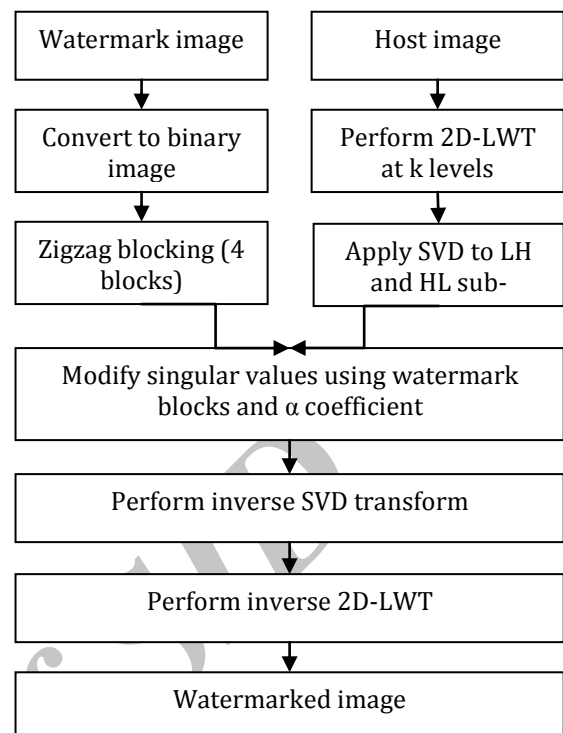 Watermark image
Host image
Convert to binary
image
Perform 2D-LWT
at k levels
Zigzag blocking (4
blocks)
Apply SVD to LH
and HL sub-
Modify singular values using watermark
blocks and α coefficient
Perform inverse SVD transform
Perform inverse 2D-LWT
Watermarked image